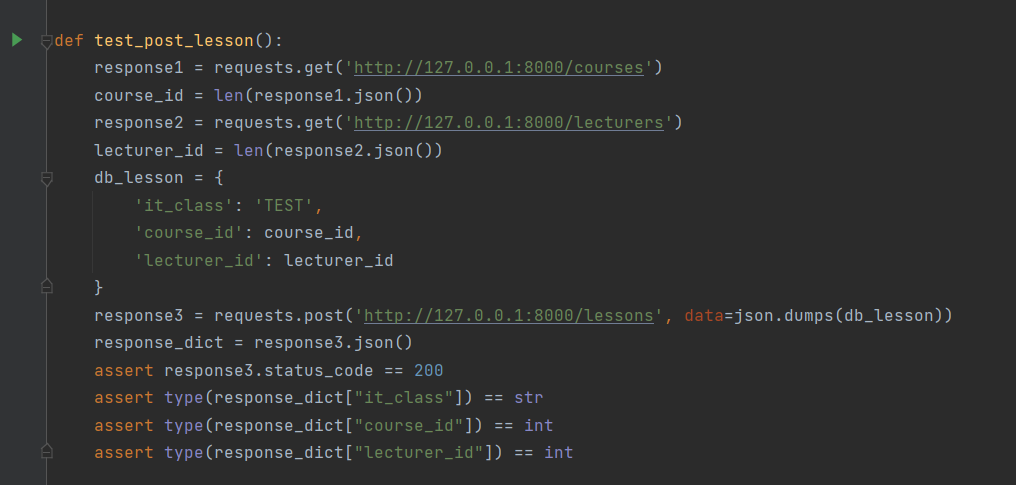 def test_post_lesson():
    response1 = requests.get('http://127.0.0.1:8000/courses')
    course_id = len(response1.json())
    response2 = requests.get('http://127.0.0.1:8000/lecturers')
    lecturer_id = len(response2.json())
    db_lesson = {
        'it_class': 'TEST',
        'course_id': course_id,
        'lecturer_id': lecturer_id
    }
    response3 = requests.post('http://127.0.0.1:8000/lessons', data=json.dumps(db_lesson))
    response_dict = response3.json()
    assert response3.status_code == 200
    assert type(response_dict["it_class"]) == str
    assert type(response_dict["course_id"]) == int
    assert type(response_dict["lecturer_id"]) == int